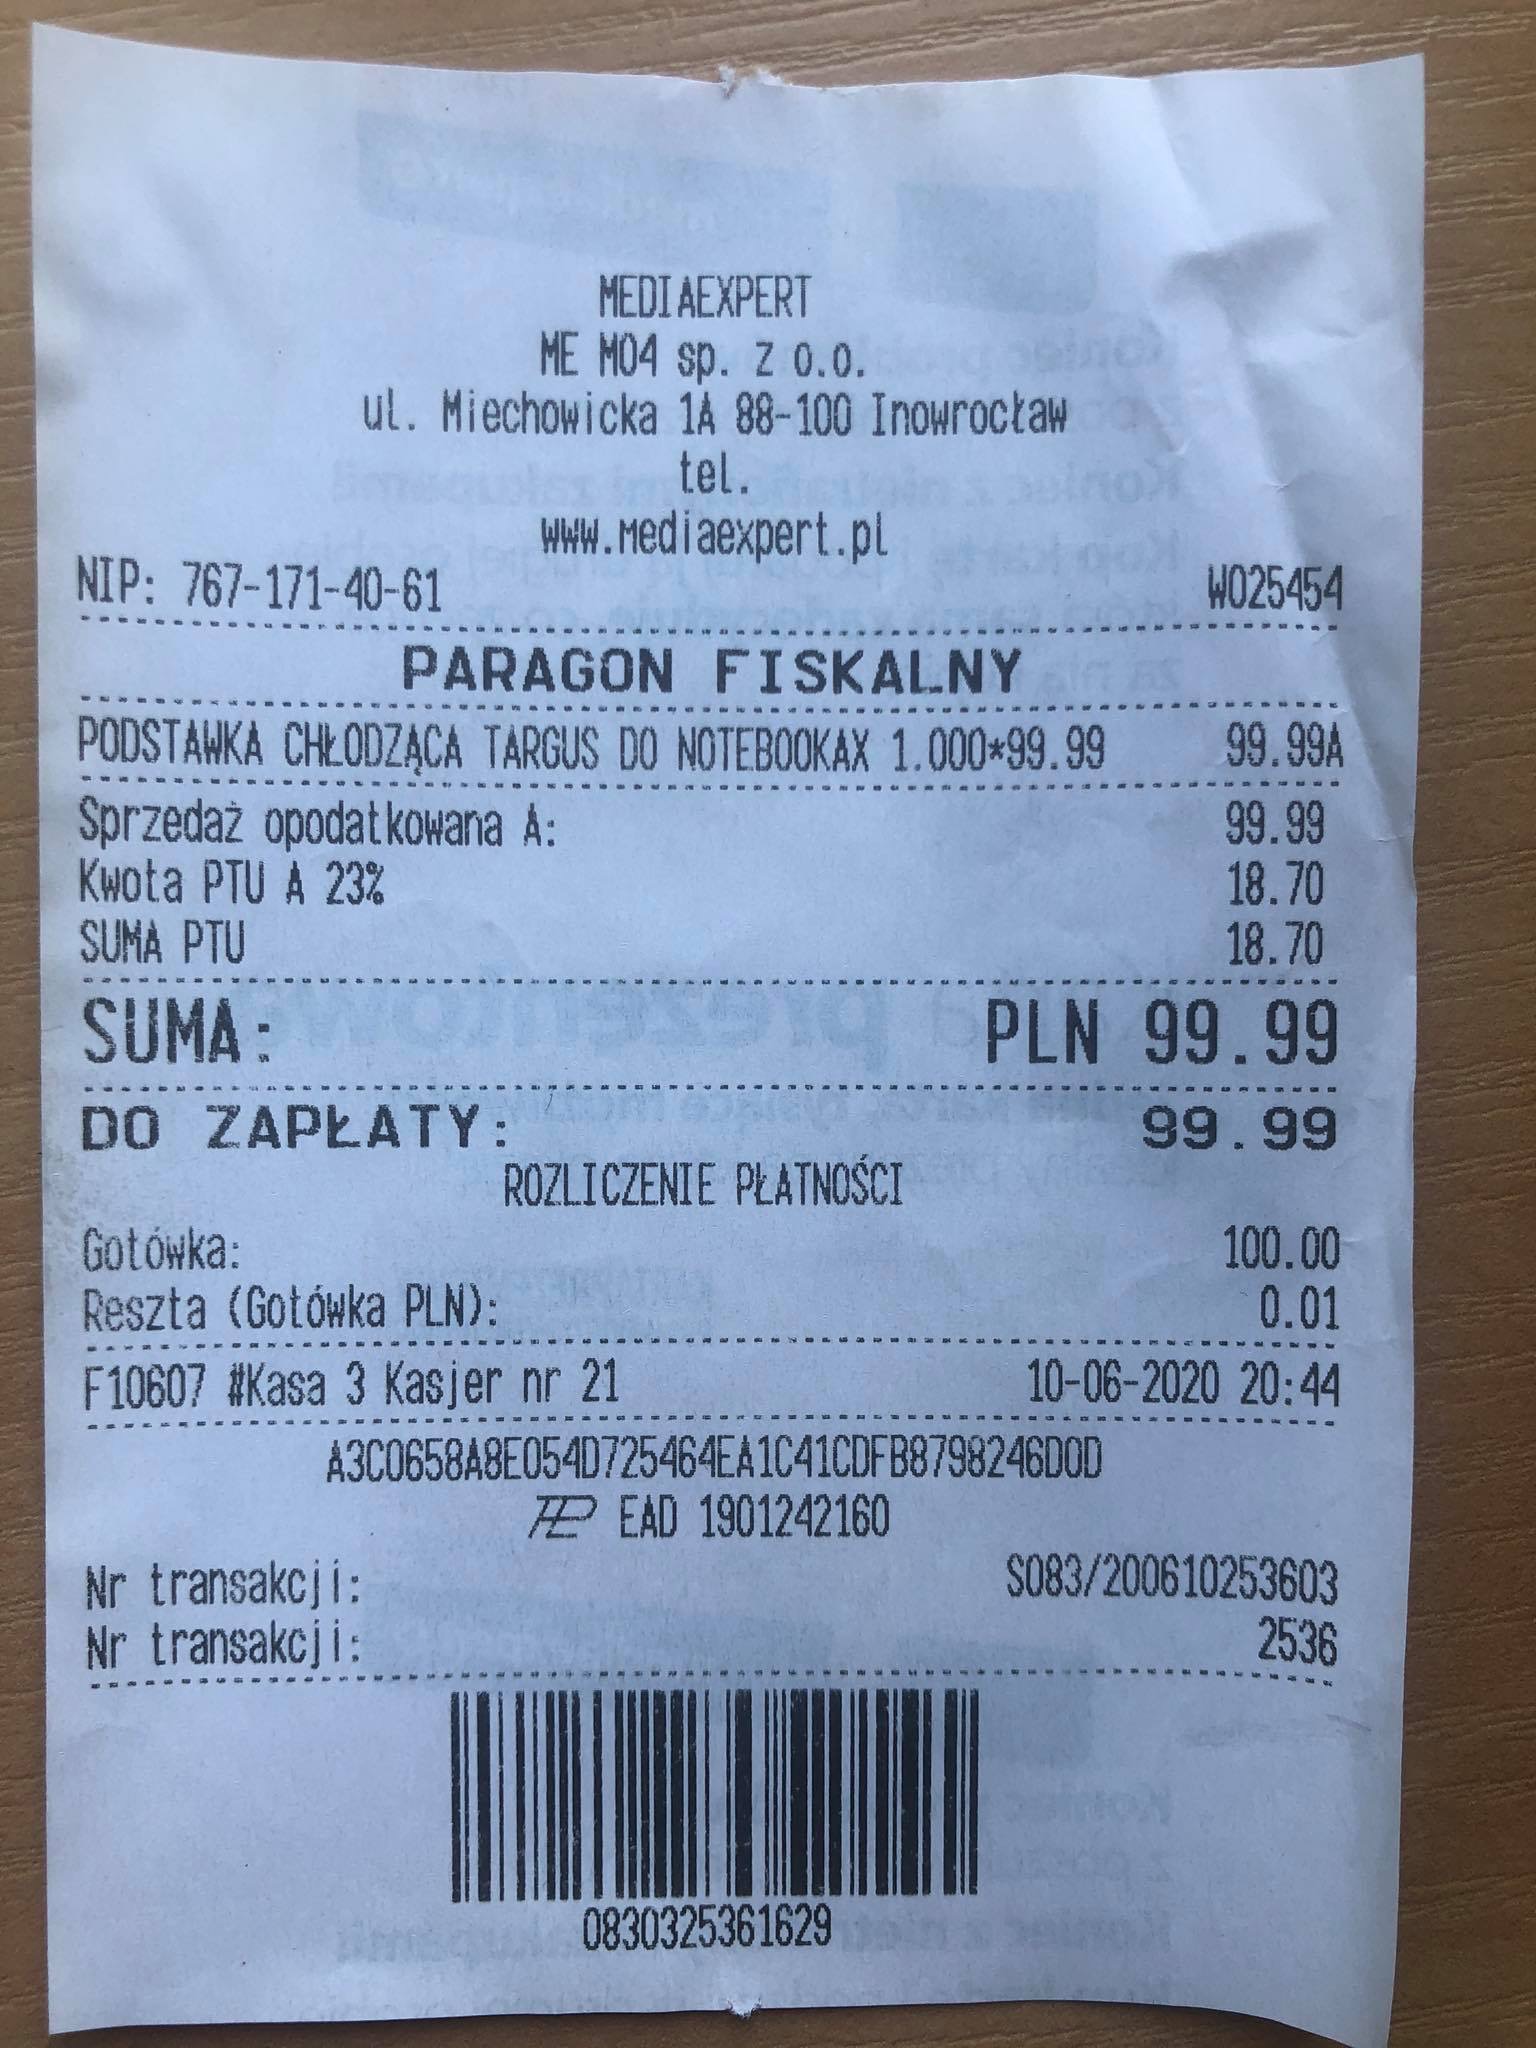 MEDIAEXPERT
ME M04 sp. z o.o.
ul. Miechowicka 1A 88-100 Inowrocław
tel.
www.mediaexpert.pl
NIP: 767-171-40-61 W025454
PARAGON FISKALNY
PODSTAWKA CHŁODZĄCA TARGUS DO NOTEBOOKAX 1.000*99.99 99.99A
Sprzedaż opodatkowana A: 99.99
Kwota PTU A 23% 18.70
SUMA PTU 18.70
SUMA: PLN 99.99
DO ZAPŁATY: 99.99
ROZLICZENIE PŁATNOŚCI
Gotówka: 100.00
Reszta (Gotówka PLN): 0.01
F10607 #Kasa 3 Kasjer nr 21 10-06-2020 20:44
A3C0658A8E054D725464EA1C41CDFB8798246D0D
EAD 1901242160
Nr transakcji: S083/200610253603
Nr transakcji: 2536
0830325361629